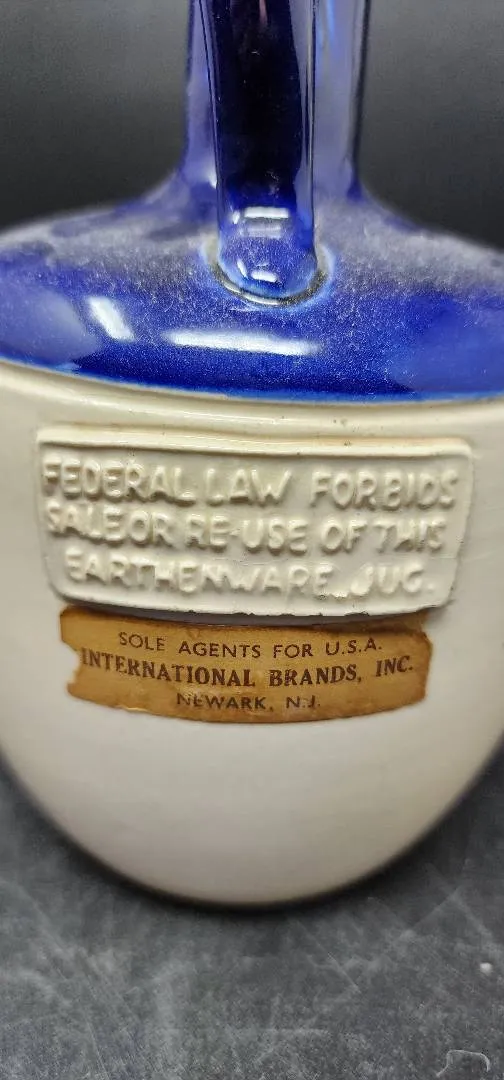 FEDERAL LAW FORBIDS
SALE OR RE-USE OF THIS
EARTHENWARE JUG.
SOLE AGENTS FOR U.S.A.
INTERNATIONAL BRANDS, INC.
NEWARK, N.J.